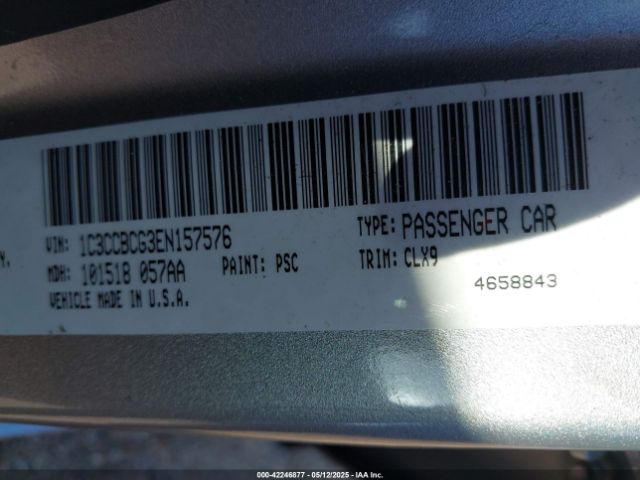 VIN: 1C3CCBCG3EN157576
TYPE: PASSENGER CAR
Y.
MDH: 101518 057AA
PAINT: PSC
TRIM: CLX9
VEHICLE MADE IN U.S.A.
4658843
000-42246877 - 05/12/2025 - IAA Inc.